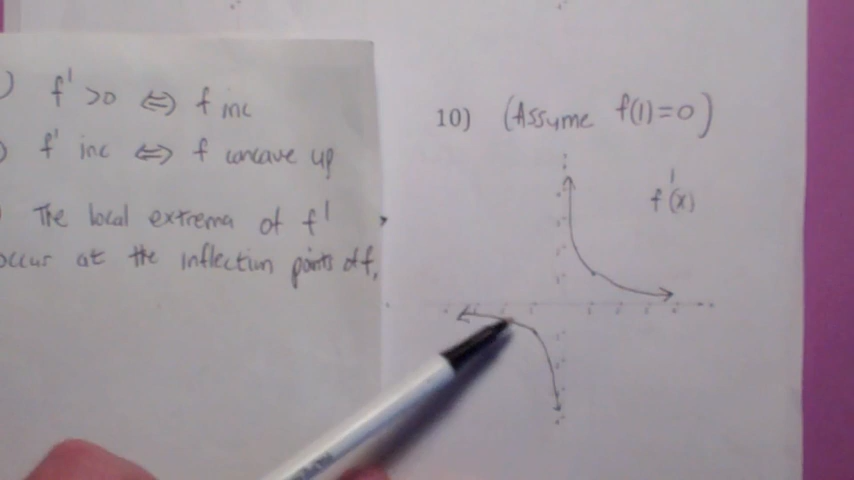 ) f' >0 ⇔ f inc
) f' inc ⇔ f concave up
The local extrema of f'
occur at the inflection points of f,
10) (Assume f(1)=0)
f'(x)